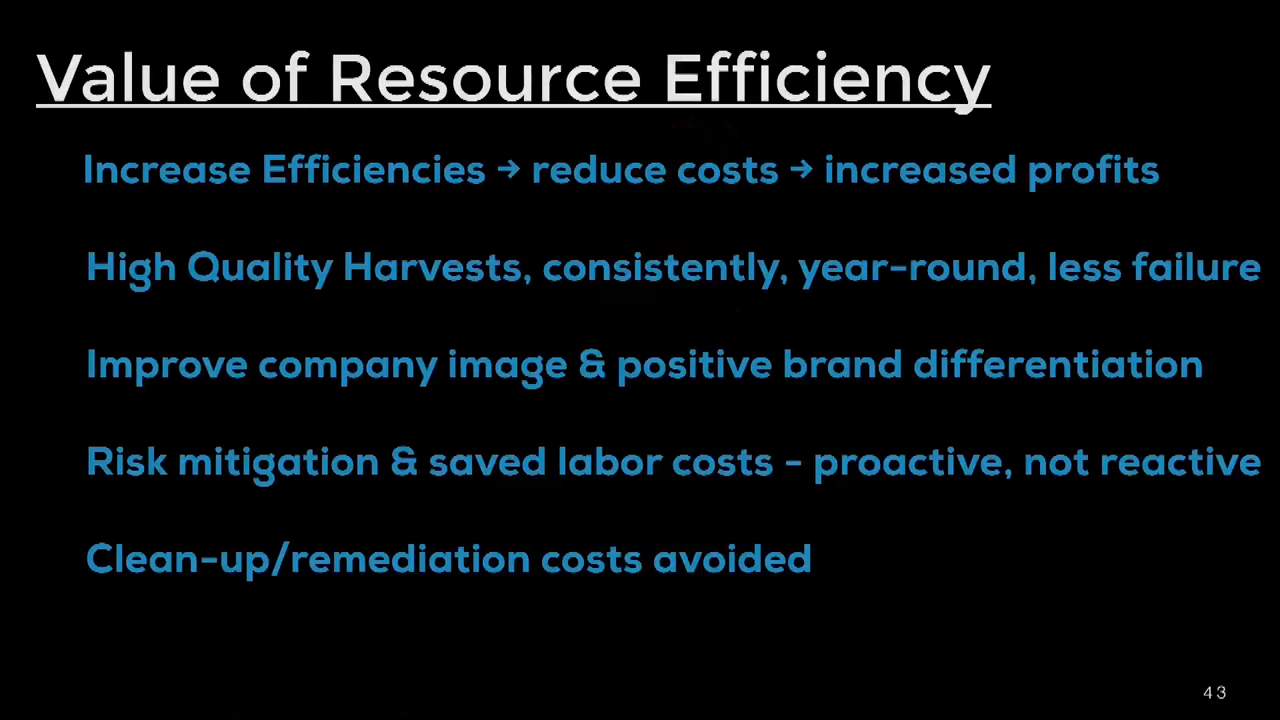 Value of Resource Efficiency
Increase Efficiencies → reduce costs → increased profits
High Quality Harvests, consistently, year-round, less failure
Improve company image & positive brand differentiation
Risk mitigation & saved labor costs - proactive, not reactive
Clean-up/remediation costs avoided
43